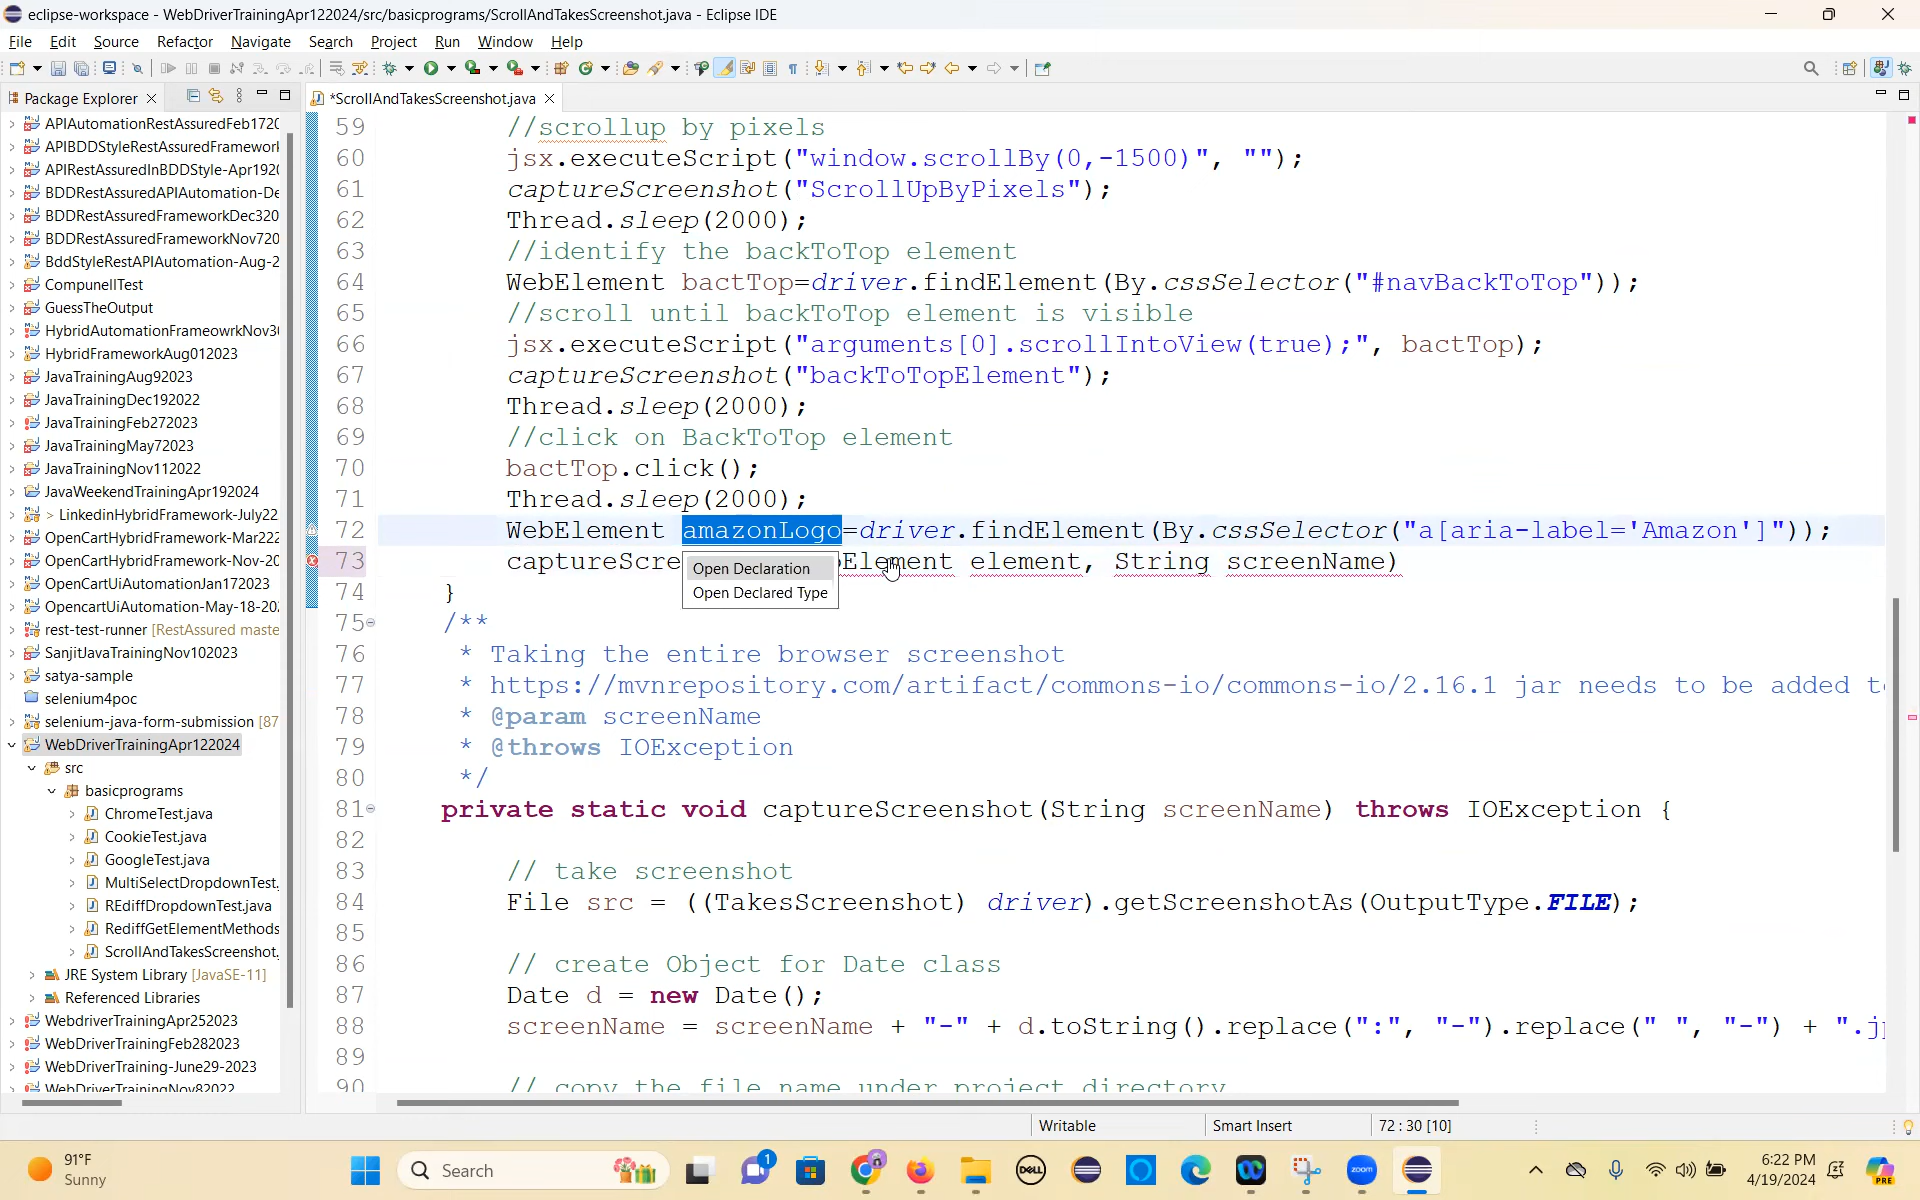 eclipse-workspace - WebDriverTrainingApr122024/src/basicprograms/ScrollAndTakesScreenshot.java - Eclipse IDE
File Edit Source Refactor Navigate Search Project Run Window Help
Package Explorer
*ScrollAndTakesScreenshot.java
APIAutomationRestAssuredFeb1720
APIBDDStyleRestAssuredFramework
APIRestAssuredInBDDStyle-Apr192
BDDRestAssuredAPIAutomation-De
BDDRestAssuredFrameworkDec320
BDDRestAssuredFrameworkNov720
BddStyleRestAPIAutomation-Aug-2
CompunellTest
GuessTheOutput
HybridAutomationFrameowrkNov3
HybridFrameworkAug012023
JavaTrainingAug92023
JavaTrainingDec192022
JavaTrainingFeb272023
JavaTrainingMay72023
JavaTrainingNov112022
JavaWeekendTrainingApr192024
> LinkedinHybridFramework-July22
OpenCartHybridFramework-Mar222
OpenCartHybridFramework-Nov-20
OpenCartUiAutomationJan172023
OpencartUiAutomation-May-18-20
rest-test-runner [RestAssured maste
SanjitJavaTrainingNov102023
satya-sample
selenium4poc
selenium-java-form-submission [87
WebDriverTrainingApr122024
src
basicprograms
ChromeTest.java
CookieTest.java
GoogleTest.java
MultiSelectDropdownTest.
REdiffDropdownTest.java
RediffGetElementMethods
ScrollAndTakesScreenshot.
JRE System Library [JavaSE-11]
Referenced Libraries
WebdriverTrainingApr252023
WebDriverTrainingFeb282023
WebDriverTraining-June29-2023
WebDriverTrainingNov82022
59 //scrollup by pixels
60 jsx.executeScript("window.scrollBy(0,-1500)", "");
61 captureScreenshot("ScrollUpByPixels");
62 Thread.sleep(2000);
63 //identify the backToTop element
64 WebElement bactTop=driver.findElement(By.cssSelector("#navBackToTop"));
65 //scroll until backToTop element is visible
66 jsx.executeScript("arguments[0].scrollIntoView(true);", bactTop);
67 captureScreenshot("backToTopElement");
68 Thread.sleep(2000);
69 //click on BackToTop element
70 bactTop.click();
71 Thread.sleep(2000);
72 WebElement amazonLogo=driver.findElement(By.cssSelector("a[aria-label='Amazon']"));
73 captureScre Element element, String screenName)
Open Declaration
Open Declared Type
74 }
75 /**
76 * Taking the entire browser screenshot
77 * https://mvnrepository.com/artifact/commons-io/commons-io/2.16.1 jar needs to be added t
78 * @param screenName
79 * @throws IOException
80 */
81 private static void captureScreenshot(String screenName) throws IOException {
82
83 // take screenshot
84 File src = ((TakesScreenshot) driver).getScreenshotAs(OutputType.FILE);
85
86 // create Object for Date class
87 Date d = new Date();
88 screenName = screenName + "-" + d.toString().replace(":", "-").replace(" ", "-") + ".j
89
90 // copy the file name under project directory
Writable Smart Insert 72 : 30 [10]
91°F
Sunny
Search
1
DELL
zoom
6:22 PM
4/19/2024
PRE